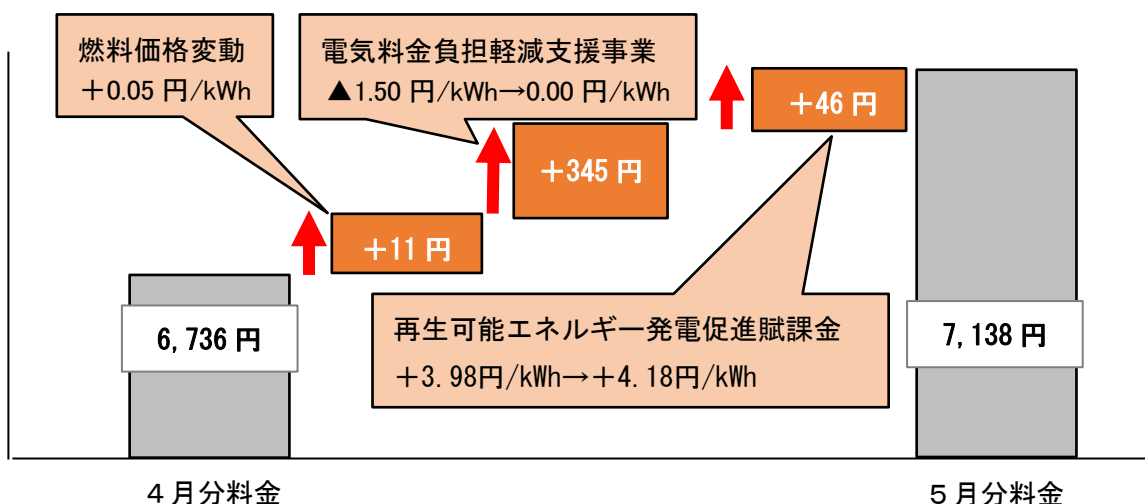 燃料価格変動
＋0.05 円/kWh
電気料金負担軽減支援事業
▲1.50 円/kWh→0.00 円/kWh
＋46 円
＋345 円
＋11 円
6,736 円
再生可能エネルギー発電促進賦課金
＋3.98円/kWh→＋4.18円/kWh
7,138 円
４月分料金
５月分料金